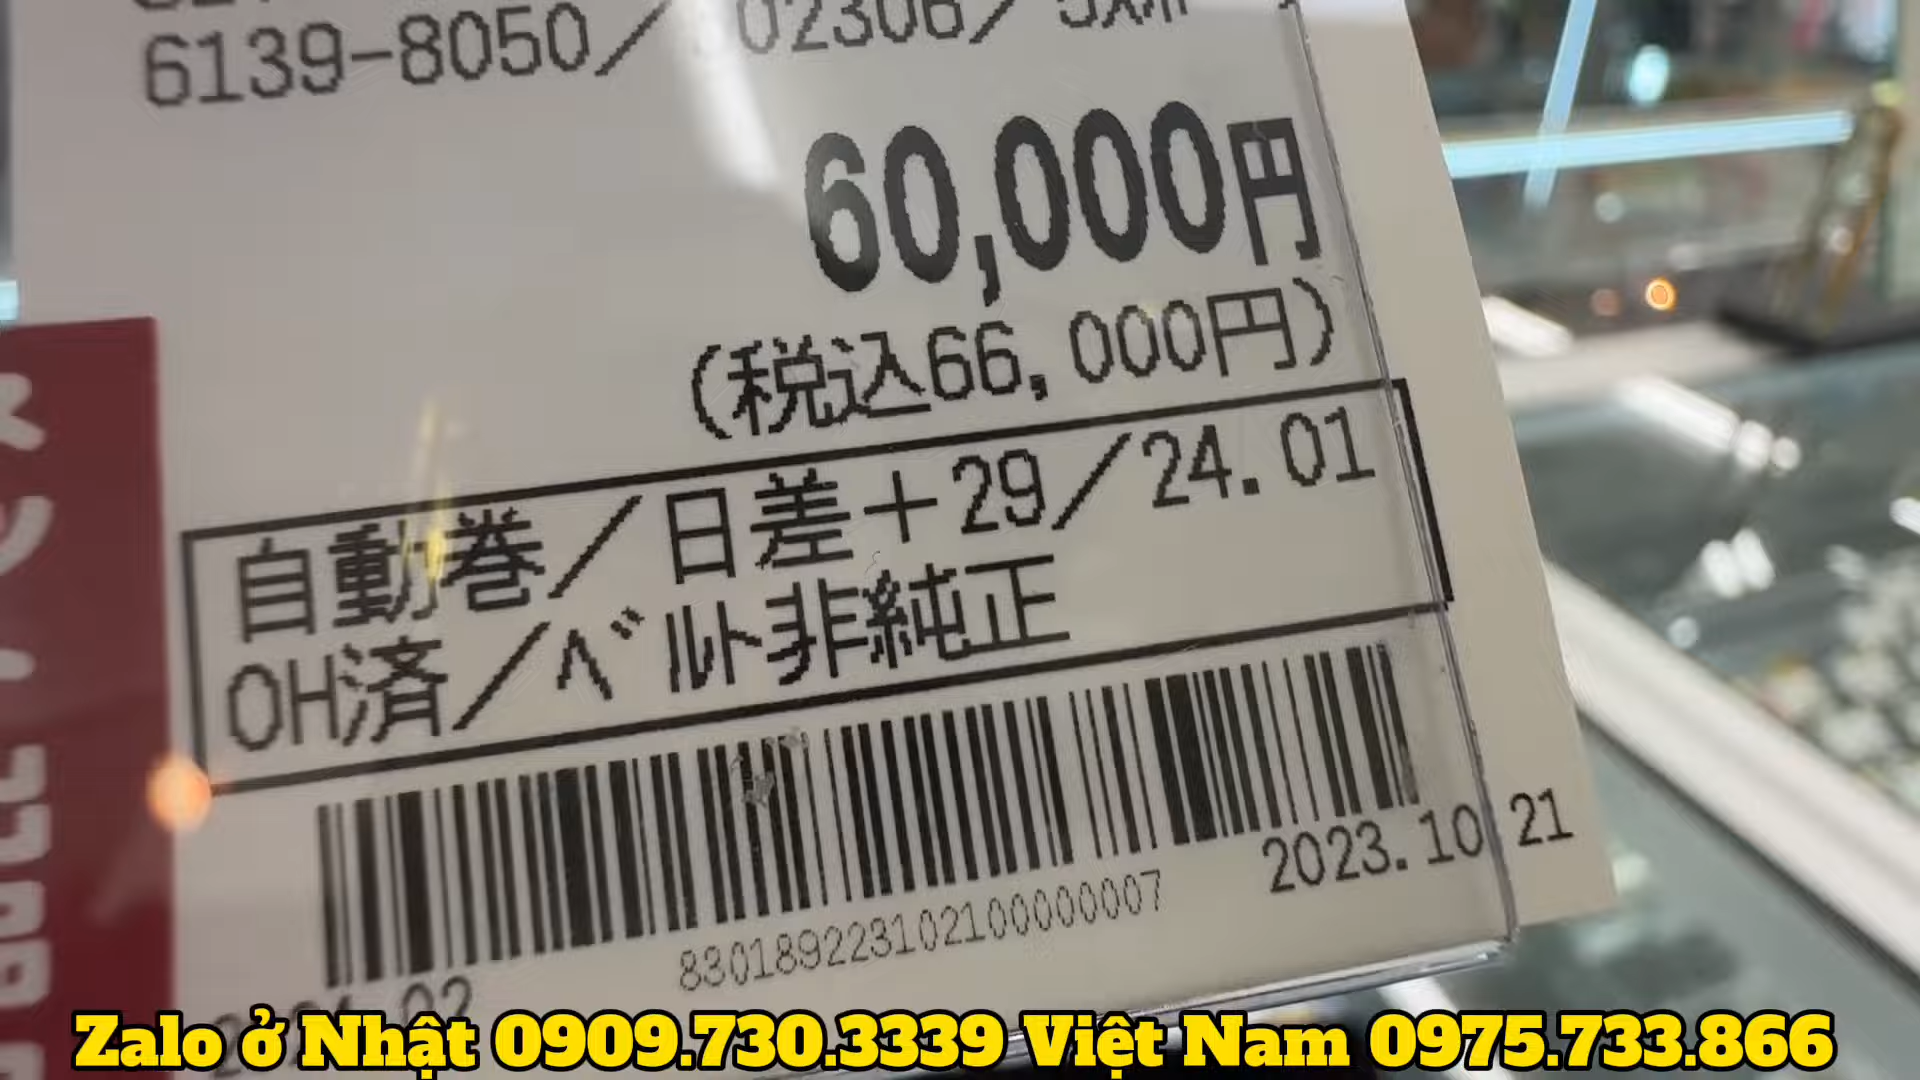 6139-8050/ 02306/
60,000円
(税込66,000円)
自動巻/日差+29/24.01
OH済/ベルト非純正
2023.10 21
8301892231021000000007
Zalo ở Nhật 0909.730.3339 Việt Nam 0975.733.866